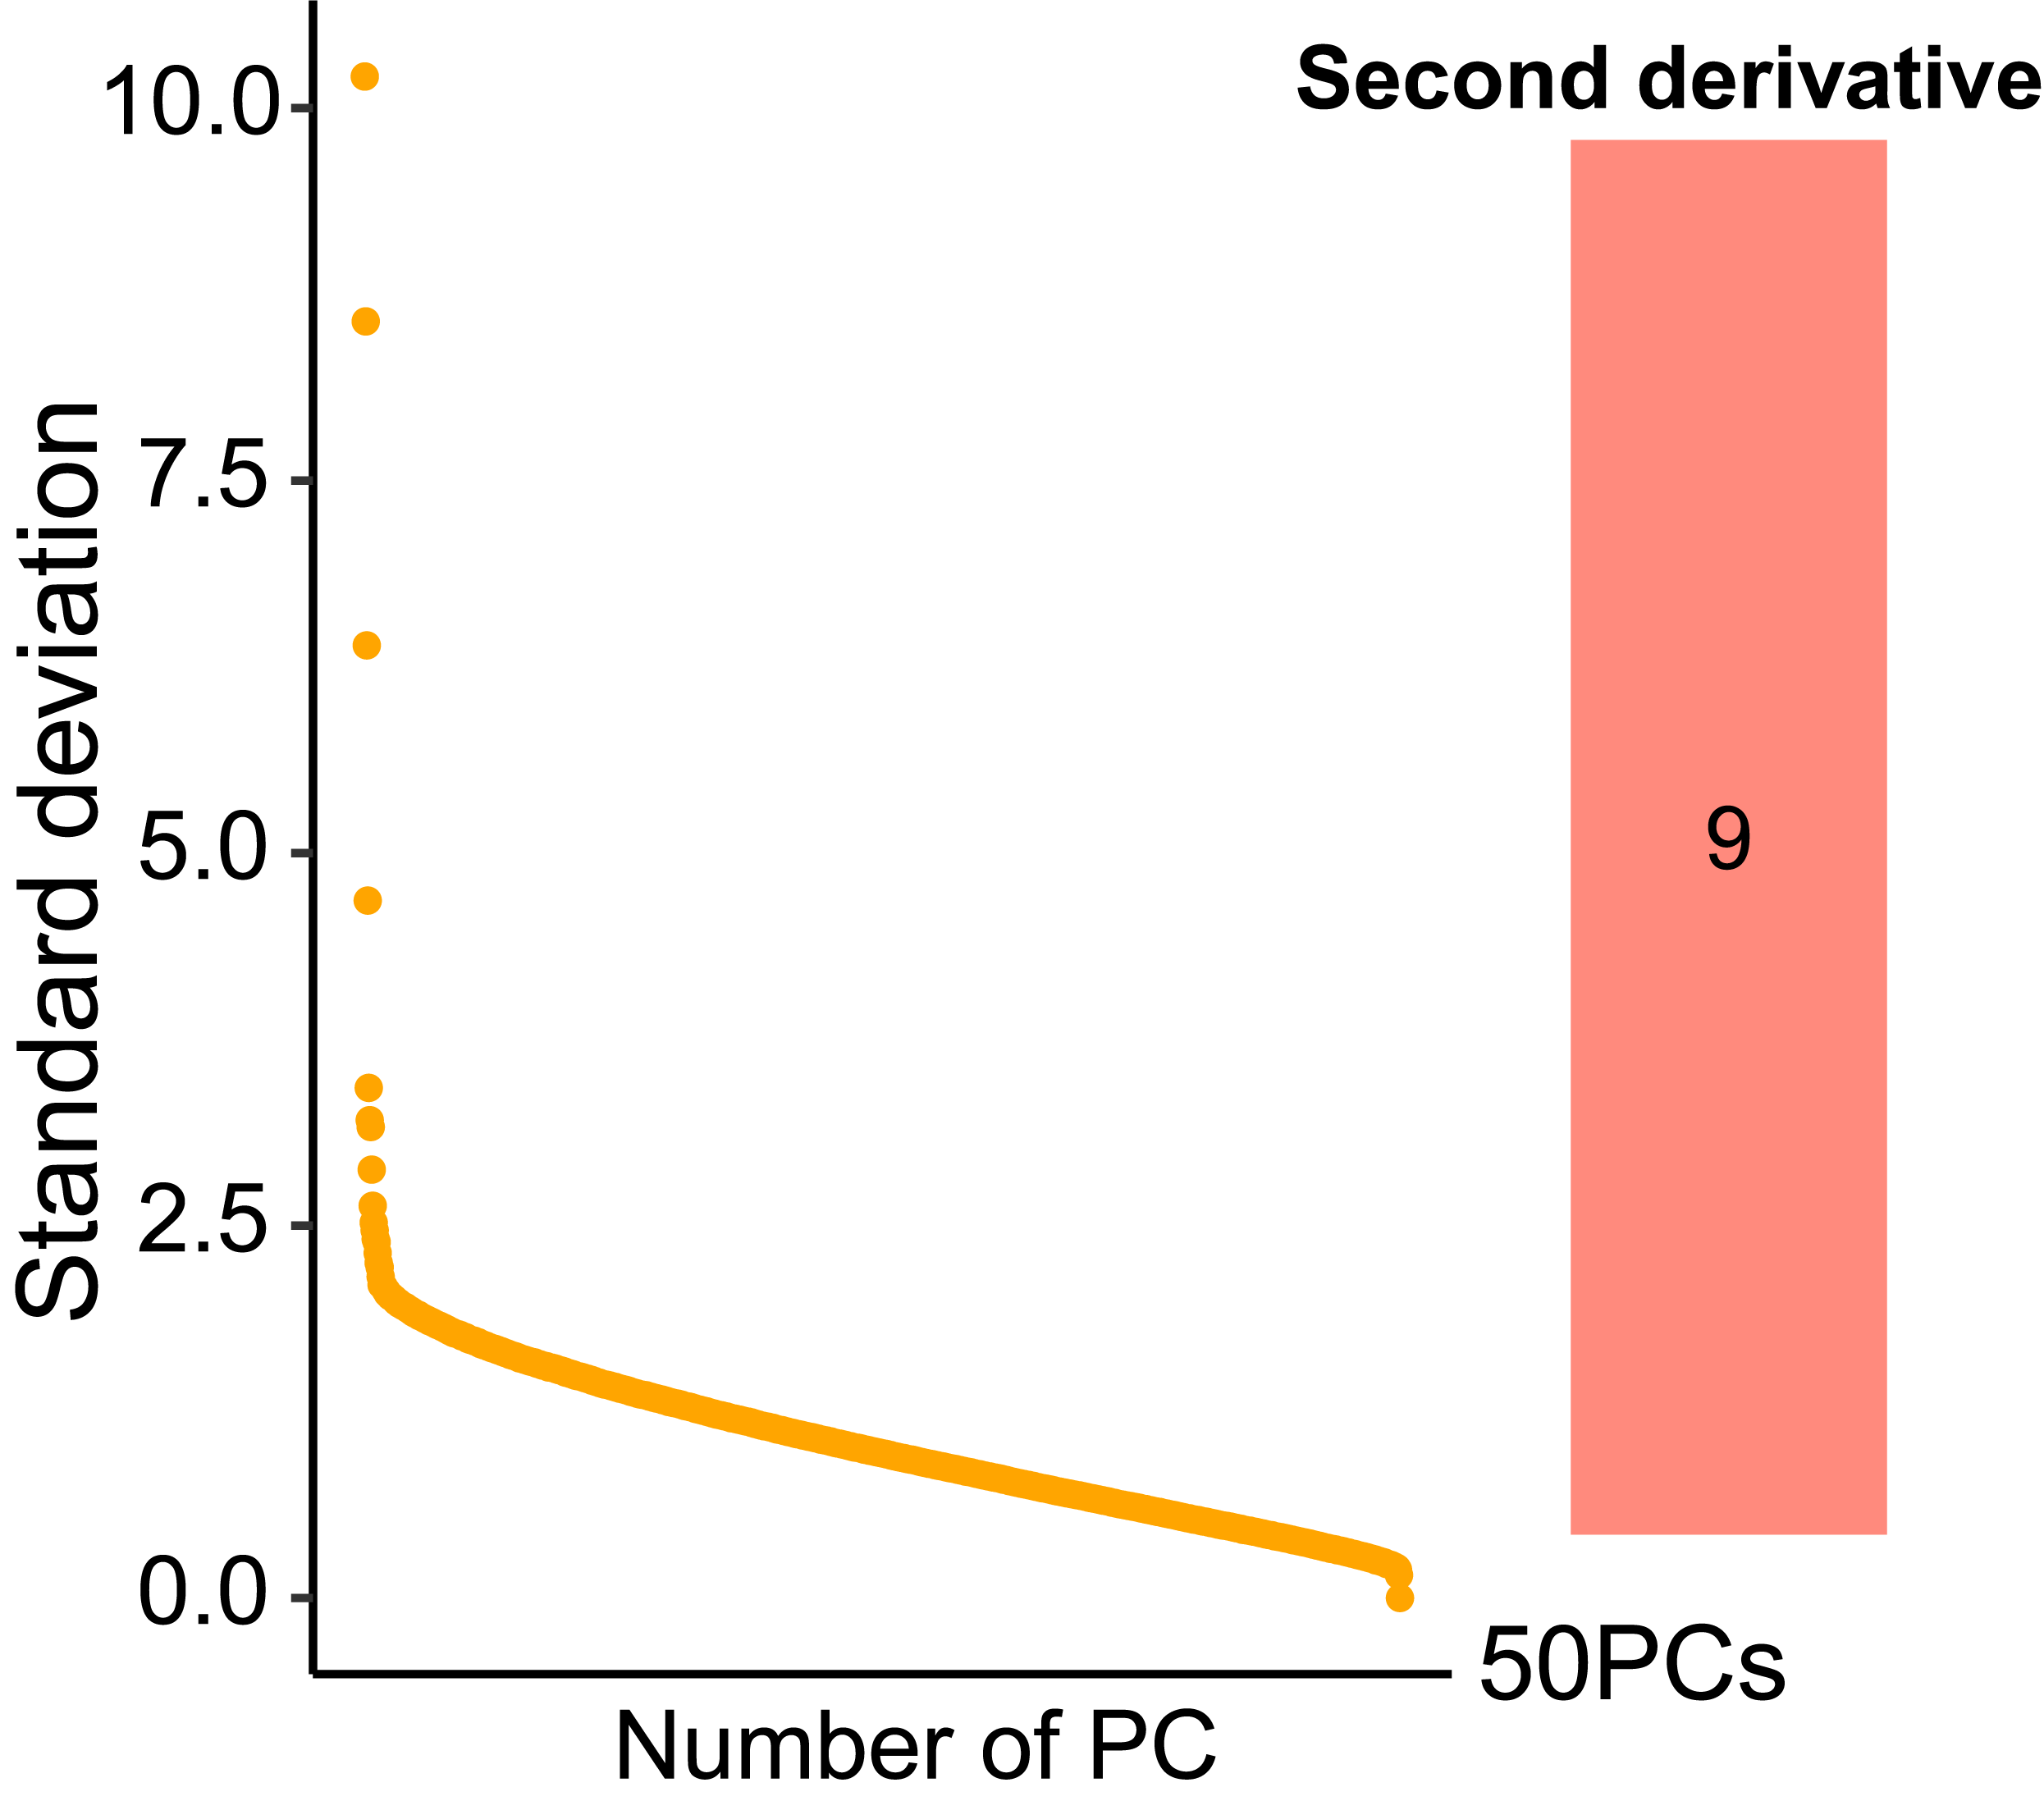 Second derivative
10.0
7.5
5.0
2.5
0.0
Standard deviation
9
50PCs
Number of PC